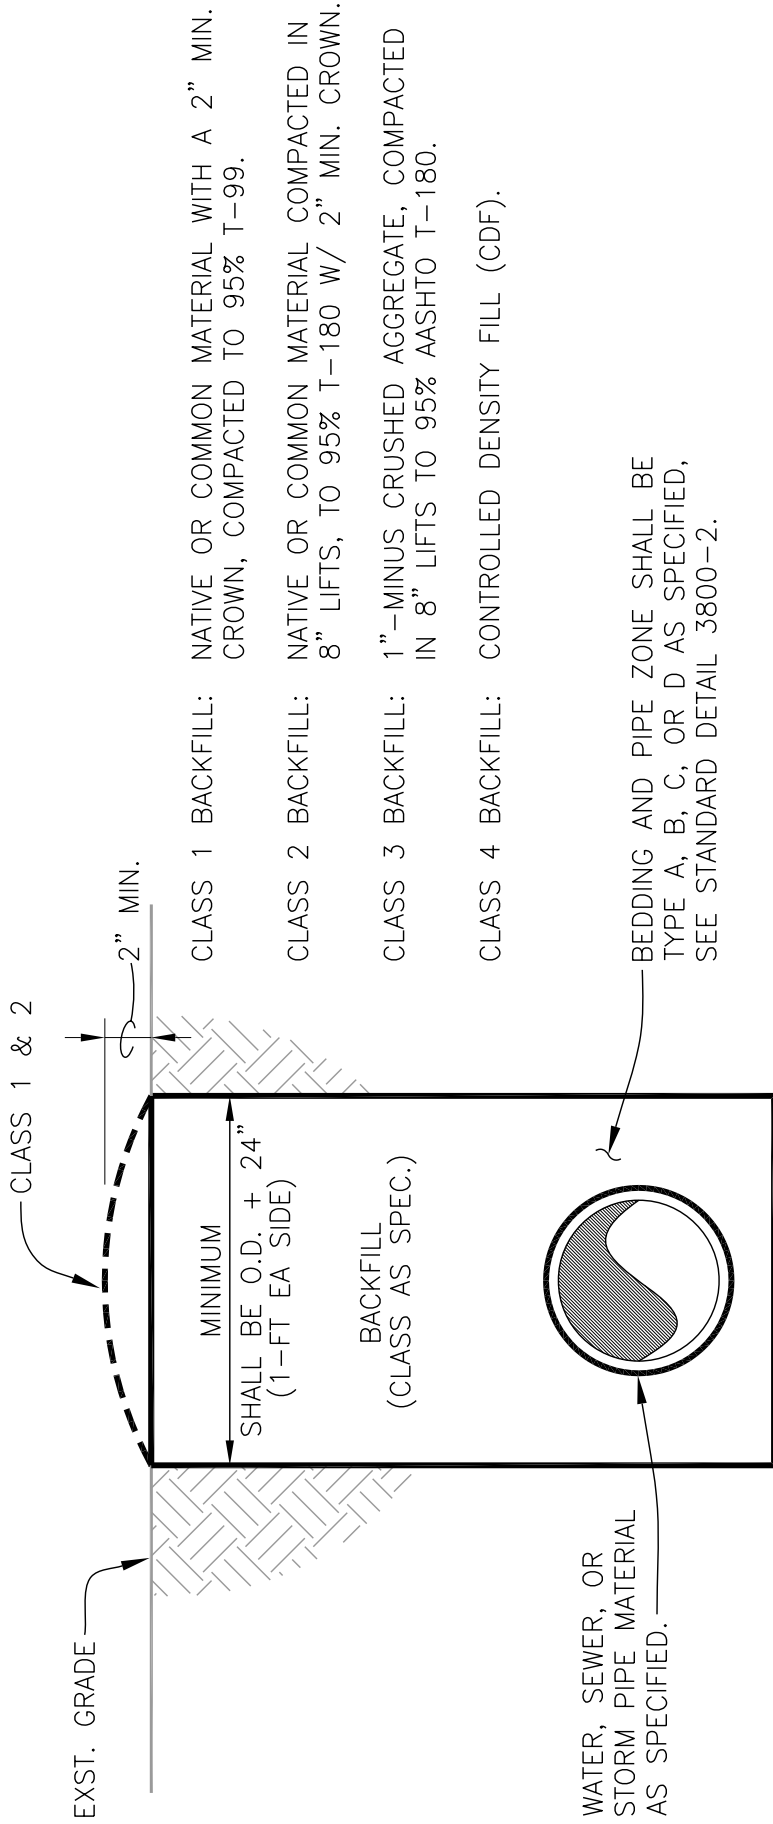 CLASS 1 & 2
EXST. GRADE
2" MIN.
MINIMUM
SHALL BE O.D. + 24"
(1-FT EA SIDE)
BACKFILL
(CLASS AS SPEC.)
CLASS 1 BACKFILL: NATIVE OR COMMON MATERIAL WITH A 2" MIN.
CROWN, COMPACTED TO 95% T-99.
CLASS 2 BACKFILL: NATIVE OR COMMON MATERIAL COMPACTED IN
8" LIFTS, TO 95% T-180 W/ 2" MIN. CROWN.
CLASS 3 BACKFILL: 1"-MINUS CRUSHED AGGREGATE, COMPACTED
IN 8" LIFTS TO 95% AASHTO T-180.
CLASS 4 BACKFILL: CONTROLLED DENSITY FILL (CDF).
WATER, SEWER, OR
STORM PIPE MATERIAL
AS SPECIFIED.
BEDDING AND PIPE ZONE SHALL BE
TYPE A, B, C, OR D AS SPECIFIED,
SEE STANDARD DETAIL 3800-2.